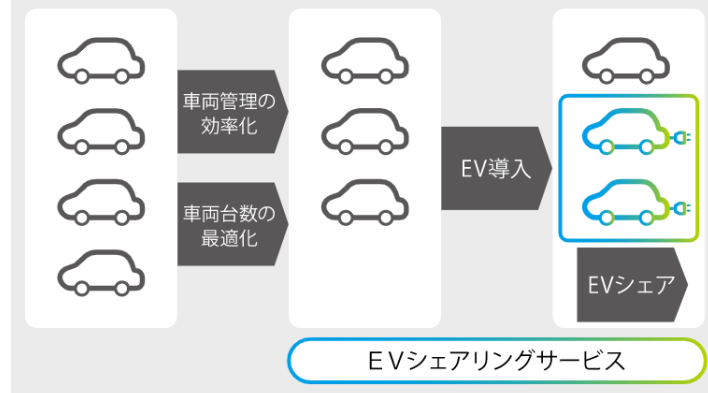 車両管理の
効率化
車両台数の
最適化
EV導入
EVシェア
EVシェアリングサービス